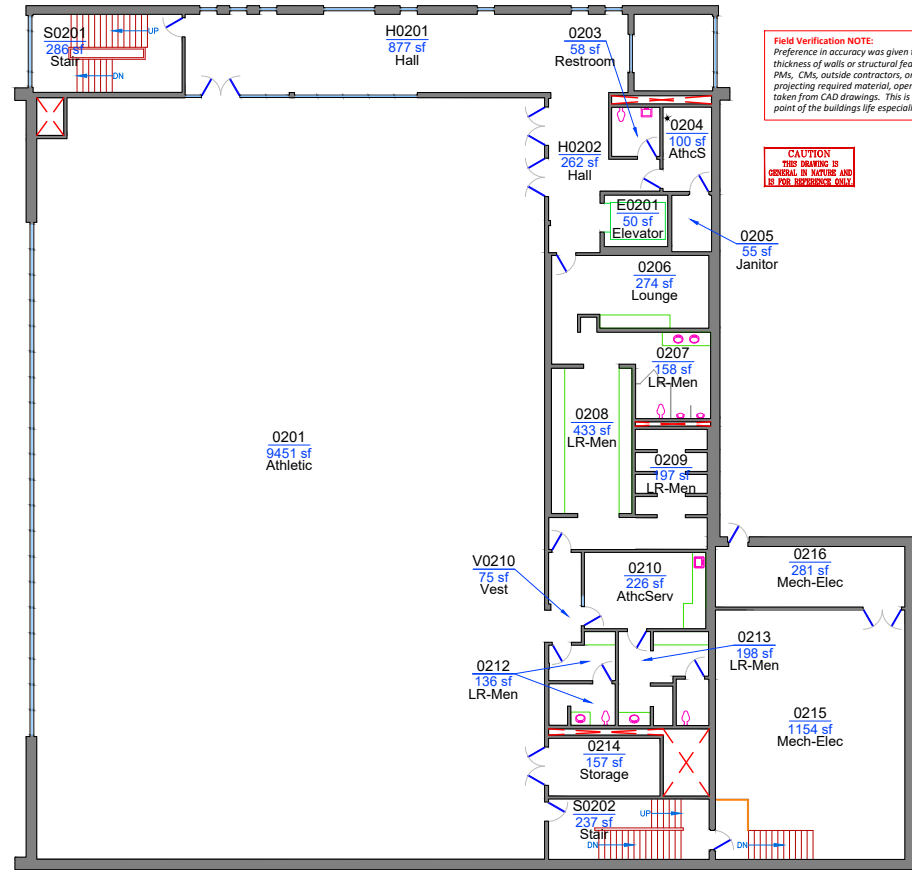 S0201
286 sf
Stair
UP
DN
H0201
877 sf
Hall
0203
58 sf
Restroom
Field Verification NOTE:
Preference in accuracy was given t
thickness of walls or structural fea
PMs, CMs, outside contractors, or
projecting required material, oper
taken from CAD drawings. This is
point of the buildings life especiall
CAUTION
THIS DRAWING IS
GENERAL IN NATURE AND
IS FOR REFERENCE ONLY.
0204
100 sf
AthcS
H0202
262 sf
Hall
E0201
50 sf
Elevator
0205
55 sf
Janitor
0206
274 sf
Lounge
0207
158 sf
LR-Men
0208
433 sf
LR-Men
0201
9451 sf
Athletic
0209
197 sf
LR-Men
V0210
75 sf
Vest
0210
226 sf
AthcServ
0216
281 sf
Mech-Elec
0213
198 sf
LR-Men
0212
136 sf
LR-Men
0215
1154 sf
Mech-Elec
0214
157 sf
Storage
S0202
237 sf
Stair
UP
DN
DN